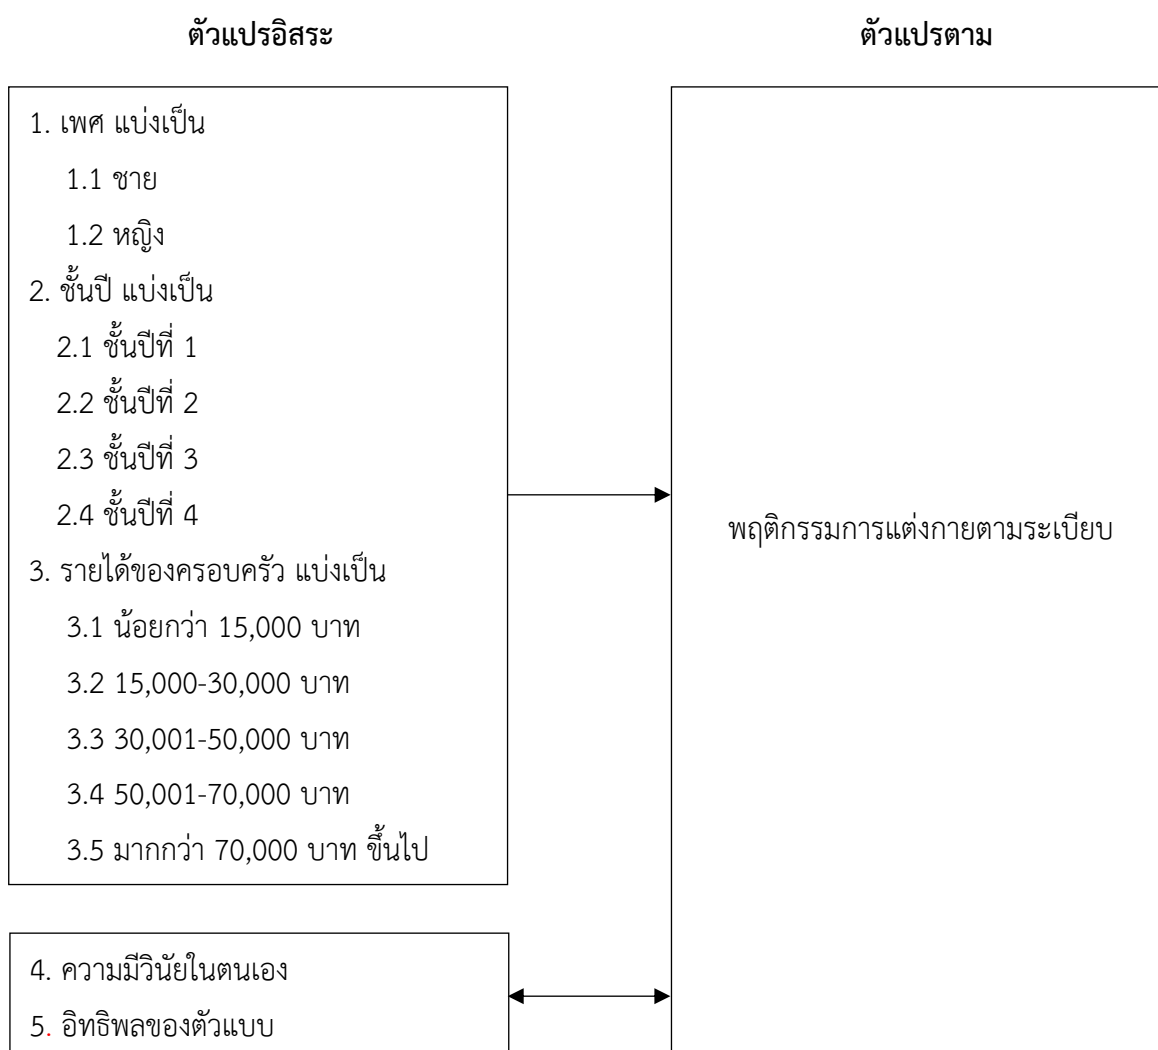 ตัวแปรอิสระ
ตัวแปรตาม
1. เพศ แบ่งเป็น
1.1 ชาย
1.2 หญิง
2. ชั้นปี แบ่งเป็น
2.1 ชั้นปีที่ 1
2.2 ชั้นปีที่ 2
2.3 ชั้นปีที่ 3
2.4 ชั้นปีที่ 4
3. รายได้ของครอบครัว แบ่งเป็น
3.1 น้อยกว่า 15,000 บาท
3.2 15,000-30,000 บาท
3.3 30,001-50,000 บาท
3.4 50,001-70,000 บาท
3.5 มากกว่า 70,000 บาท ขึ้นไป
4. ความมีวินัยในตนเอง
5. อิทธิพลของตัวแบบ
พฤติกรรมการแต่งกายตามระเบียบ